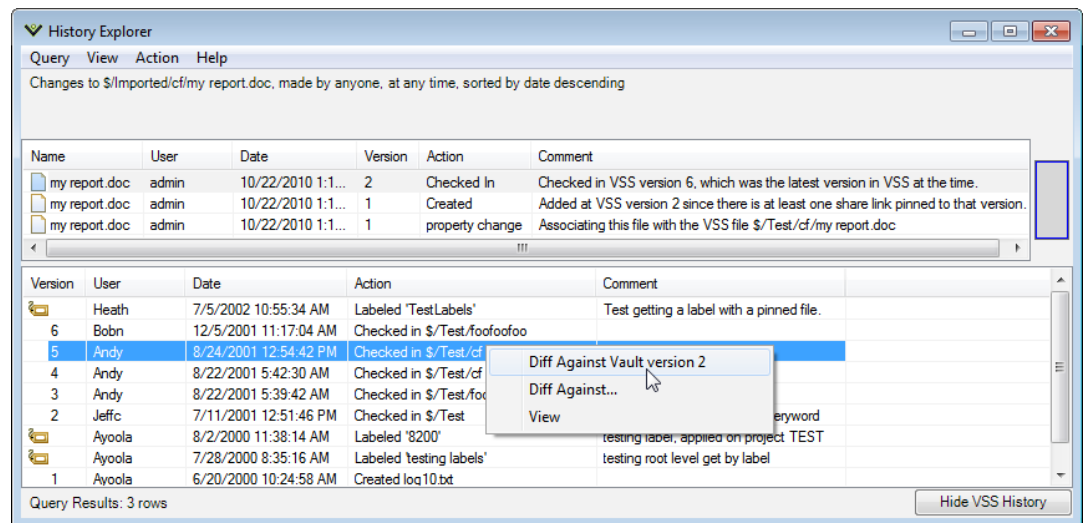 History Explorer
Query View Action Help
Changes to $/Imported/cf/my report.doc, made by anyone, at any time, sorted by date descending
Name User Date Version Action Comment
my report.doc admin 10/22/2010 1:1... 2 Checked In Checked in VSS version 6, which was the latest version in VSS at the time.
my report.doc admin 10/22/2010 1:1... 1 Created Added at VSS version 2 since there is at least one share link pinned to that version.
my report.doc admin 10/22/2010 1:1... 1 property change Associating this file with the VSS file $/Test/cf/my report.doc
Version User Date Action Comment
Heath 7/5/2002 10:55:34 AM Labeled 'TestLabels' Test getting a label with a pinned file.
6 Bobn 12/5/2001 11:17:04 AM Checked in $/Test/foofoofoo
5 Andy 8/24/2001 12:54:42 PM Checked in $/Test/cf
Diff Against Vault version 2
4 Andy 8/22/2001 5:42:30 AM Checked in $/Test/cf
Diff Against...
3 Andy 8/22/2001 5:39:42 AM Checked in $/Test/foo
View
2 Jeffc 7/11/2001 12:51:46 PM Checked in $/Test eryword
Ayoola 8/2/2000 11:38:14 AM Labeled '8200' testing label, applied on project TEST
Ayoola 7/28/2000 8:35:16 AM Labeled 'testing labels' testing root level get by label
1 Ayoola 6/20/2000 10:24:58 AM Created log10.txt
Query Results: 3 rows Hide VSS History